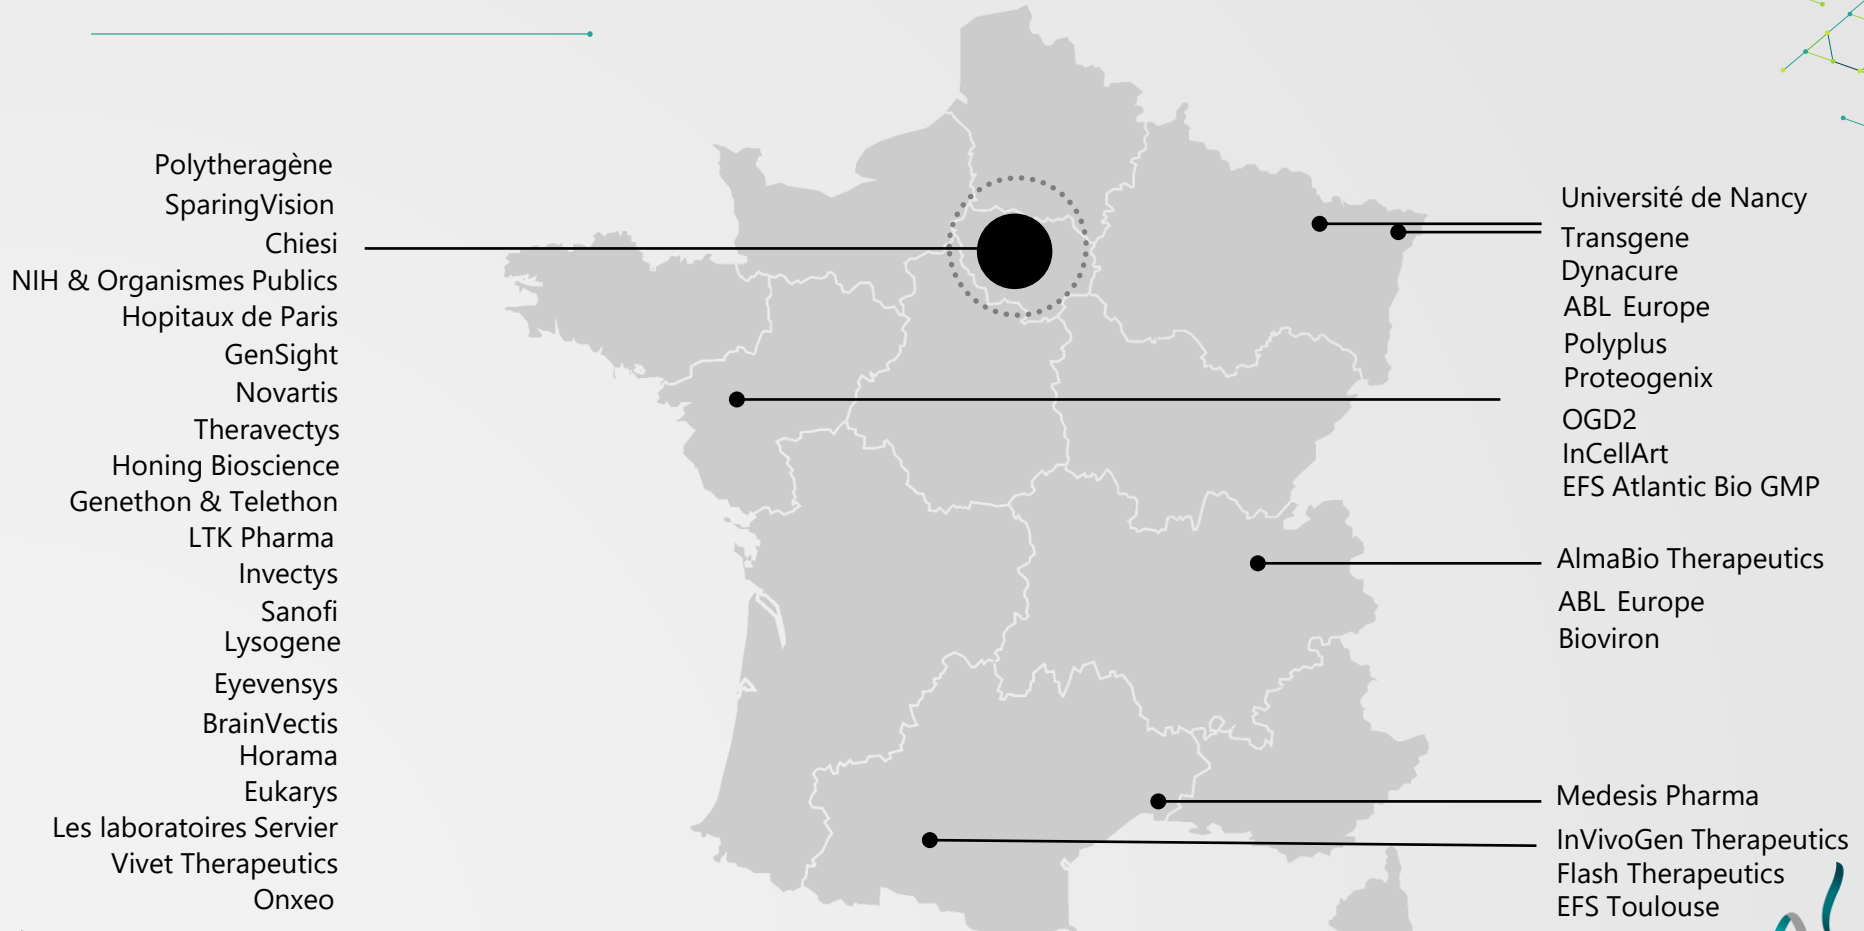 Polytheragène
SparingVision
Chiesi
NIH & Organismes Publics
Hopitaux de Paris
GenSight
Novartis
Theravectys
Honing Bioscience
Genethon & Telethon
LTK Pharma
Invectys
Sanofi
Lysogene
Eyevensys
BrainVectis
Horama
Eukarys
Les laboratoires Servier
Vivet Therapeutics
Onxeo
Université de Nancy
Transgene
Dynacure
ABL Europe
Polyplus
Proteogenix
OGD2
InCellArt
EFS Atlantic Bio GMP
AlmaBio Therapeutics
ABL Europe
Bioviron
Medesis Pharma
InVivoGen Therapeutics
Flash Therapeutics
EFS Toulouse